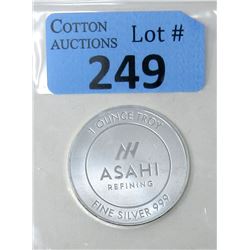 COTTON
AUCTIONS
Lot #
249
1 OUNCE TROY
ASAHI
REFINING
FINE SILVER 999